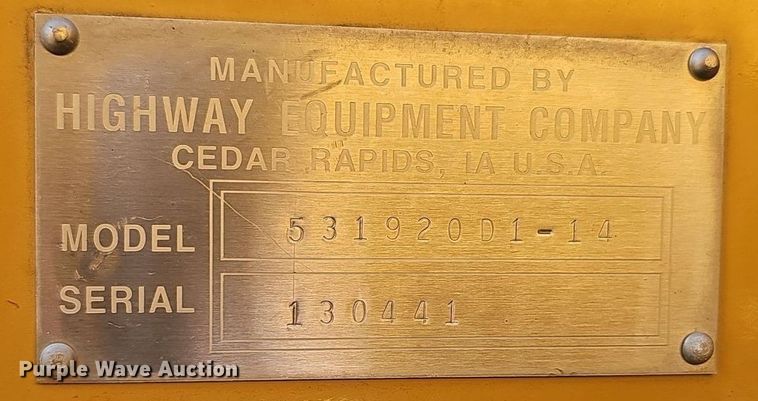 MANUFACTURED BY
HIGHWAY EQUIPMENT COMPANY
CEDAR RAPIDS, IA U.S.A.
MODEL 531920D1-14
SERIAL 130441
Purple Wave Auction